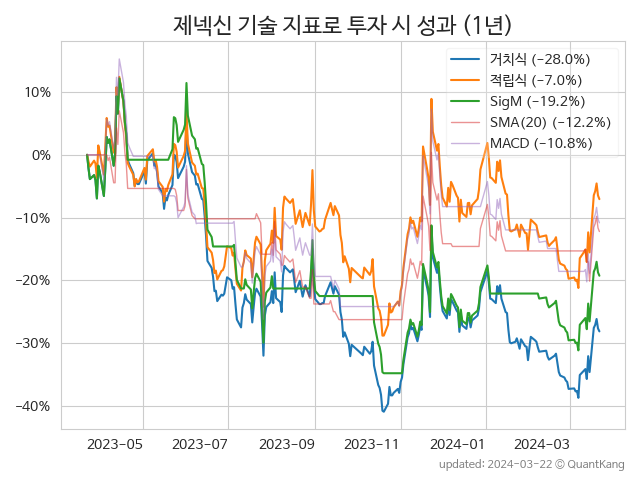 제넥신 기술 지표로 투자 시 성과 (1년)
거치식 (−28.0%)
적립식 (−7.0%)
SigM (−19.2%)
SMA(20) (−12.2%)
MACD (−10.8%)
10%
0%
−10%
−20%
−30%
−40%
2023-05 2023-07 2023-09 2023-11 2024-01 2024-03
updated: 2024-03-22 © QuantKang